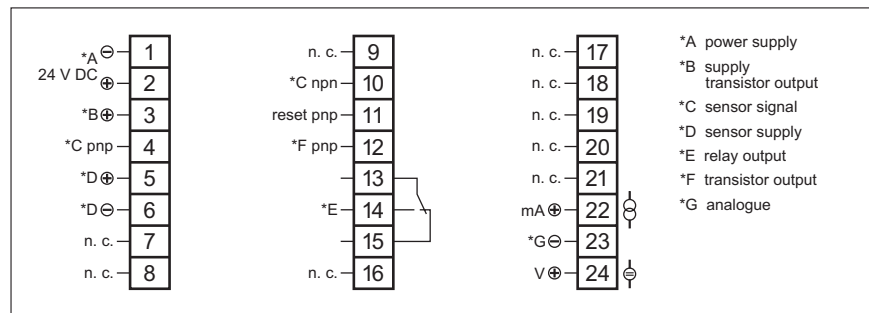 *A ⊖ 1
24 V DC
⊕ 2
*B ⊕ 3
*C pnp 4
*D ⊕ 5
*D ⊖ 6
n. c. 7
n. c. 8
n. c. 9
*C npn 10
reset pnp 11
*F pnp 12
13
*E 14
15
n. c. 16
n. c. 17
n. c. 18
n. c. 19
n. c. 20
n. c. 21
mA ⊕ 22
*G ⊖ 23
V ⊕ 24
*A power supply
*B supply
transistor output
*C sensor signal
*D sensor supply
*E relay output
*F transistor output
*G analogue